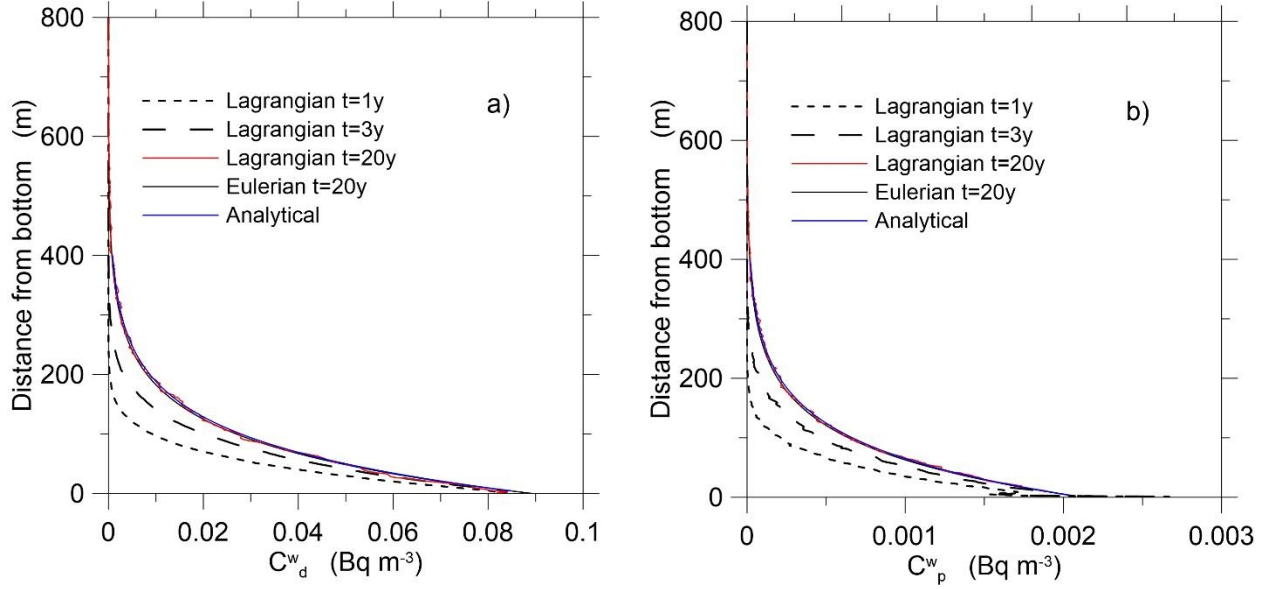 800
600
400
200
0
Distance from bottom (m)
Lagrangian t=1y
Lagrangian t=3y
Lagrangian t=20y
Eulerian t=20y
Analytical
a)
0 0.02 0.04 0.06 0.08 0.1
C^w_d (Bq m⁻³)
800
600
400
200
0
Distance from bottom (m)
Lagrangian t=1y
Lagrangian t=3y
Lagrangian t=20y
Eulerian t=20y
Analytical
b)
0 0.001 0.002 0.003
C^w_p (Bq m⁻³)